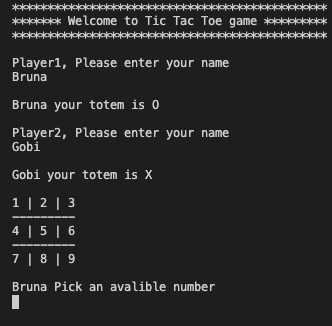 ********************************************
******* Welcome to Tic Tac Toe game *********
********************************************
Player1, Please enter your name
Bruna
Bruna your totem is O
Player2, Please enter your name
Gobi
Gobi your totem is X
1 | 2 | 3
---------
4 | 5 | 6
---------
7 | 8 | 9
Bruna Pick an avalible number